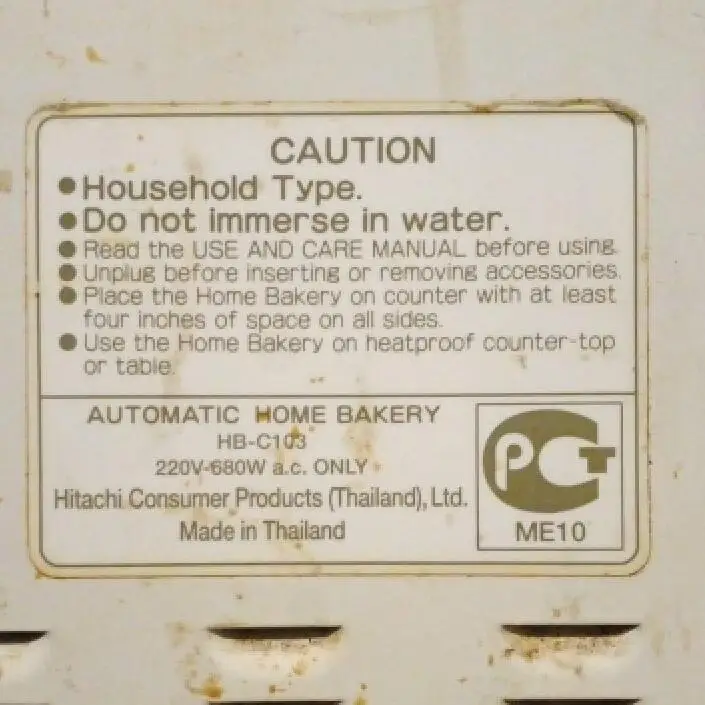 CAUTION
● Household Type.
● Do not immerse in water.
● Read the USE AND CARE MANUAL before using.
● Unplug before inserting or removing accessories.
● Place the Home Bakery on counter with at least
four inches of space on all sides.
● Use the Home Bakery on heatproof counter-top
or table.
AUTOMATIC HOME BAKERY
HB-C103
220V-680W a.c. ONLY
Hitachi Consumer Products (Thailand), Ltd.
Made in Thailand
PCT
ME10